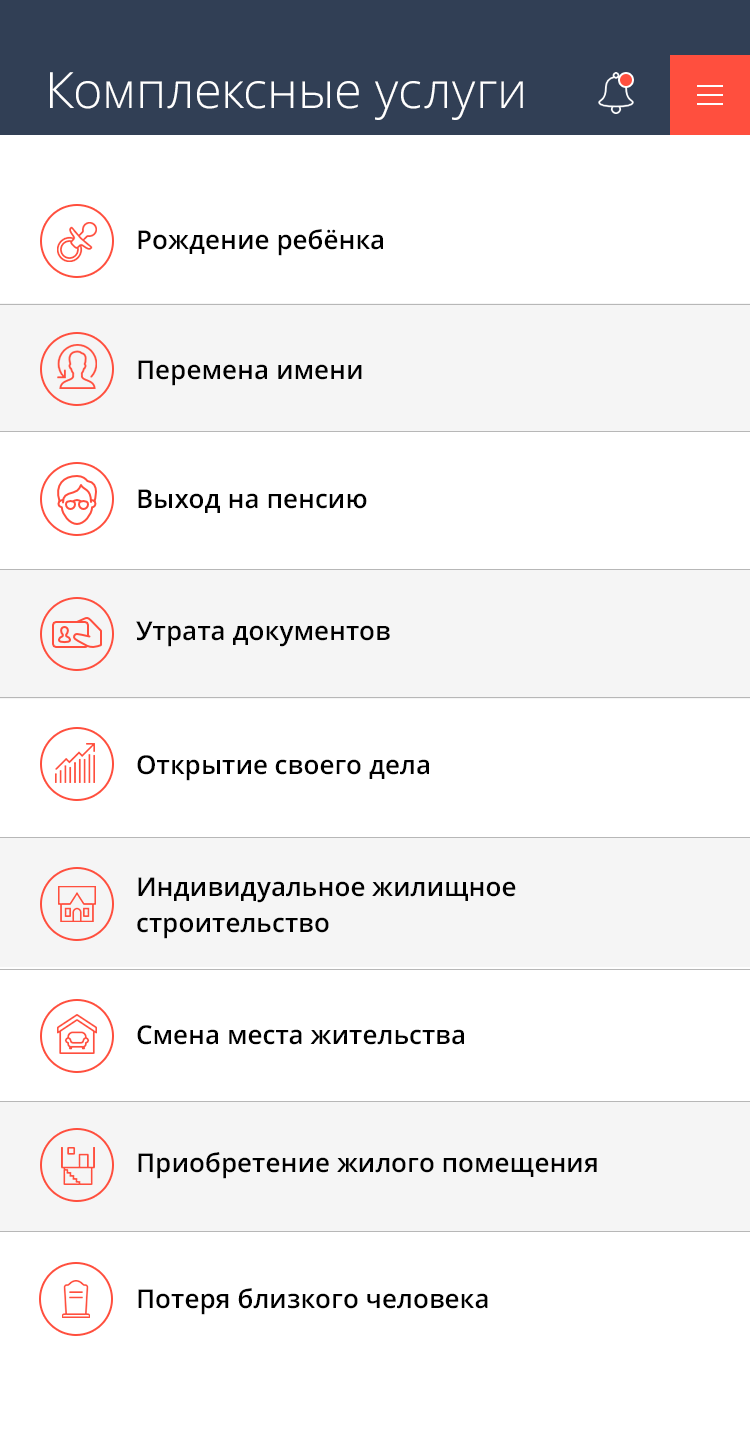 Комплексные услуги
Рождение ребёнка
Перемена имени
Выход на пенсию
Утрата документов
Открытие своего дела
Индивидуальное жилищное
строительство
Смена места жительства
Приобретение жилого помещения
Потеря близкого человека